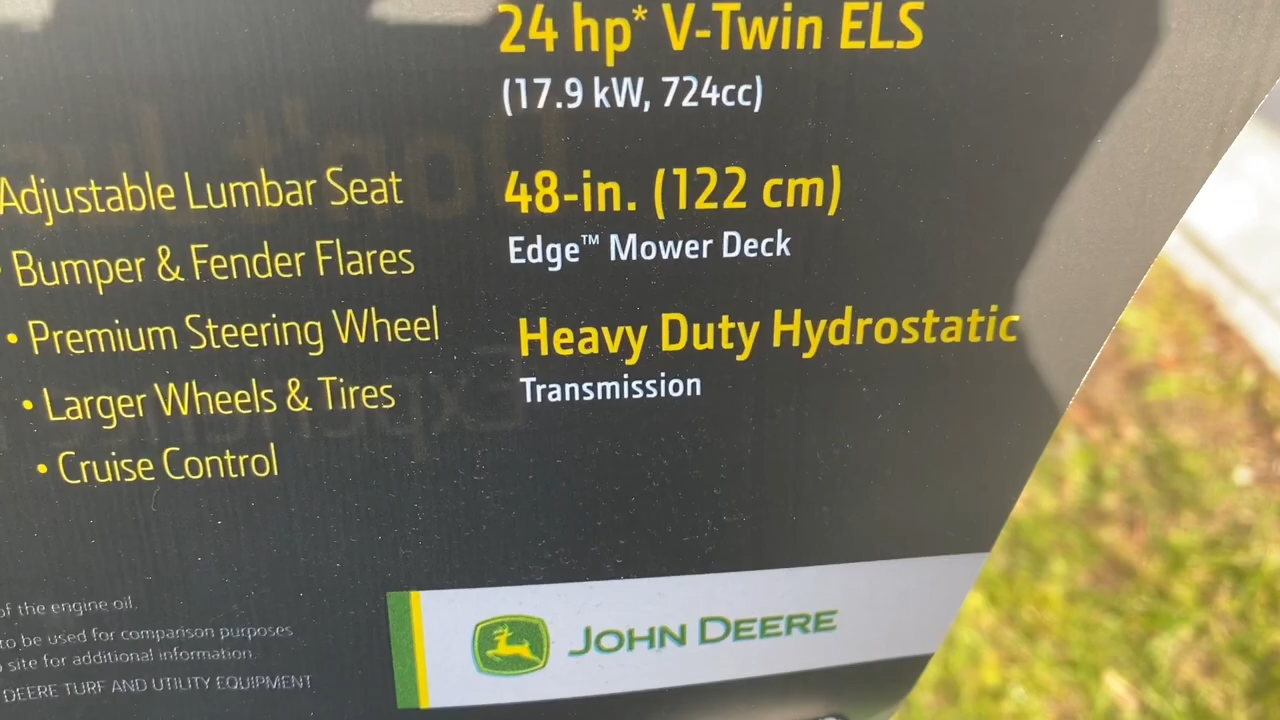 24 hp* V-Twin ELS
(17.9 kW, 724cc)
Adjustable Lumbar Seat
• Bumper & Fender Flares
• Premium Steering Wheel
• Larger Wheels & Tires
• Cruise Control
48-in. (122 cm)
Edge™ Mower Deck
Heavy Duty Hydrostatic
Transmission
of the engine oil.
to be used for comparison purposes
site for additional information.
DEERE TURF AND UTILITY EQUIPMENT
JOHN DEERE